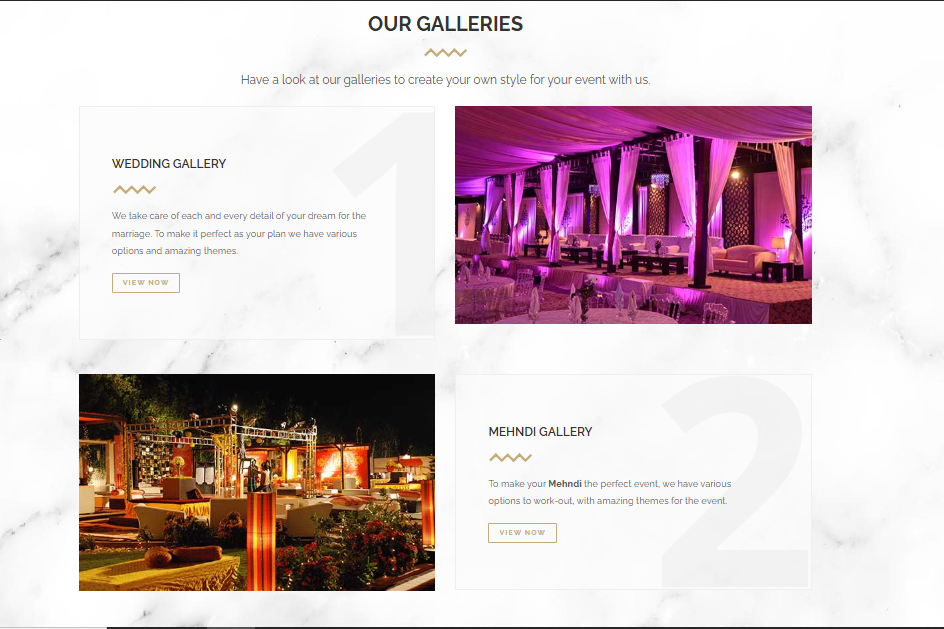 OUR GALLERIES
Have a look at our galleries to create your own style for your event with us.
1
WEDDING GALLERY
We take care of each and every detail of your dream for the
marriage. To make it perfect as your plan we have various
options and amazing themes.
VIEW NOW
2
MEHNDI GALLERY
To make your Mehndi the perfect event, we have various
options to work-out, with amazing themes for the event.
VIEW NOW